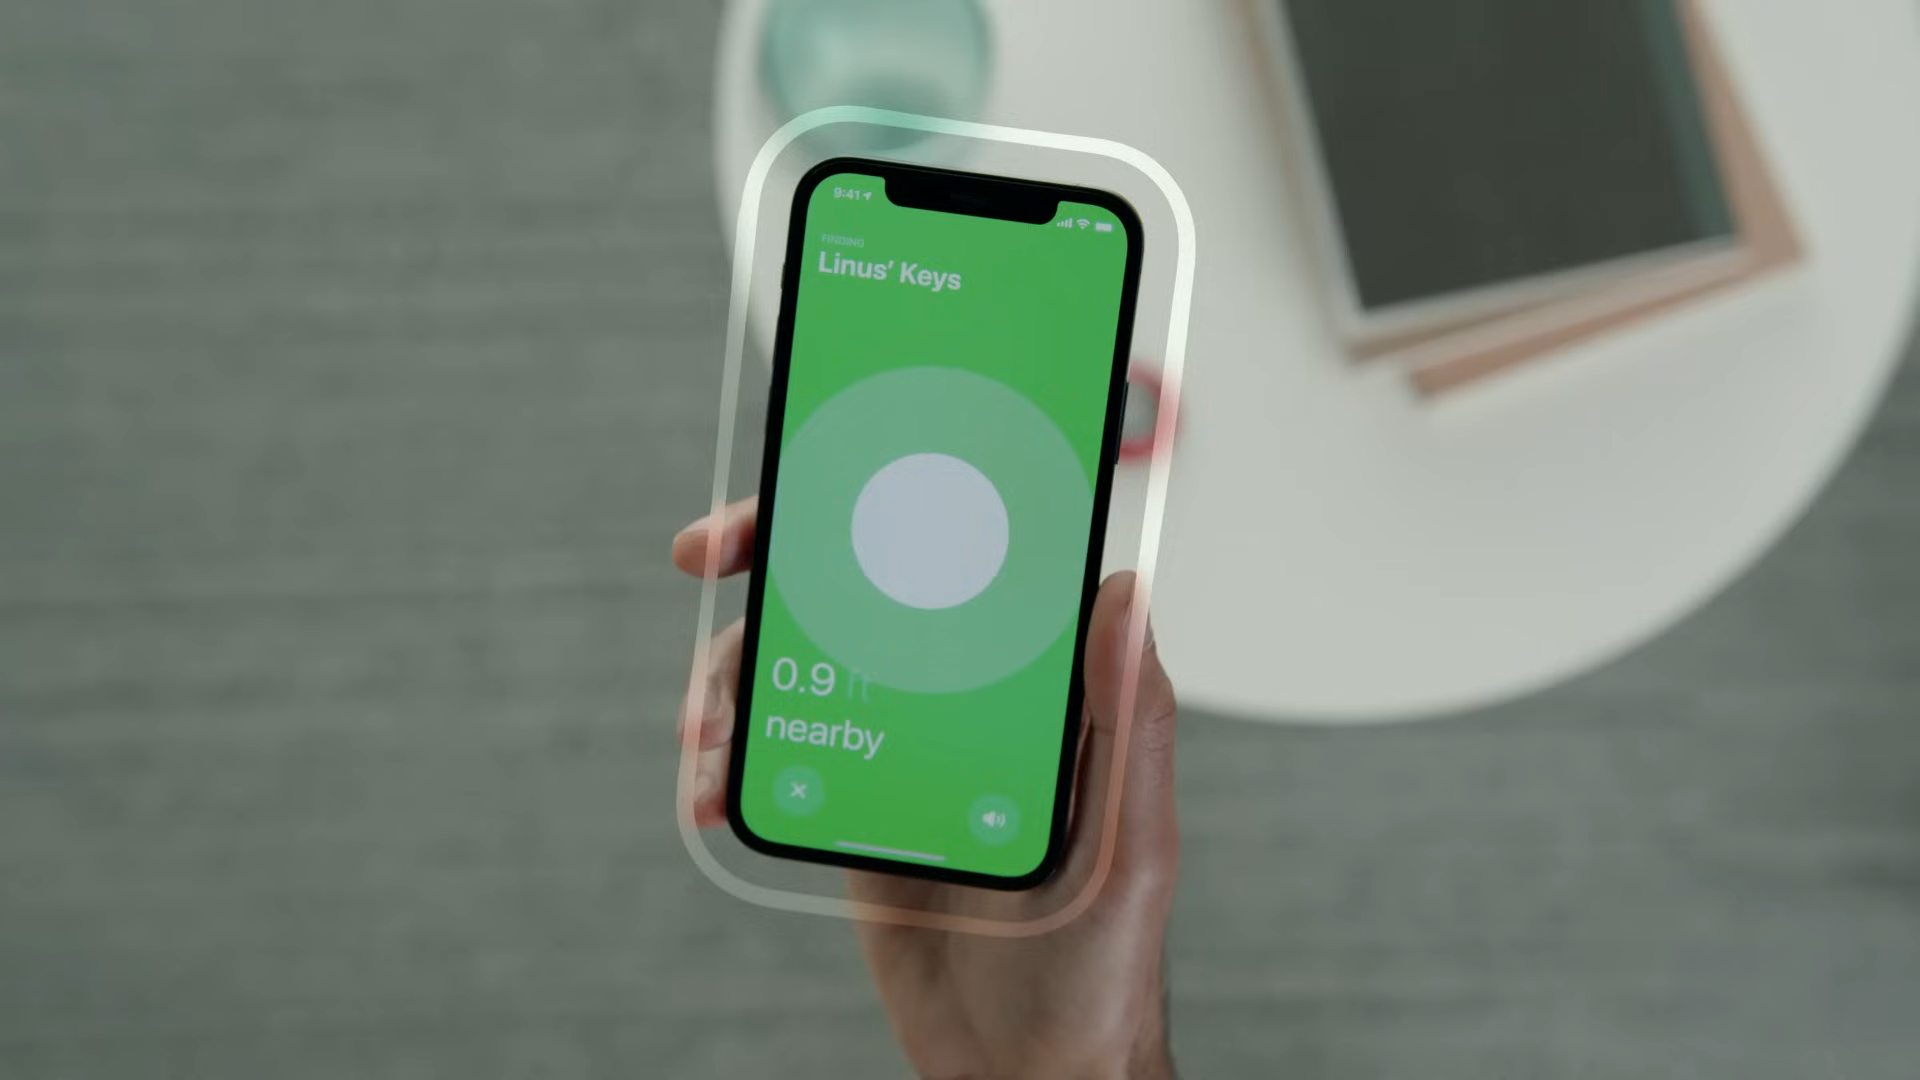 9:41
FINDING
Linus’ Keys
0.9 ft
nearby